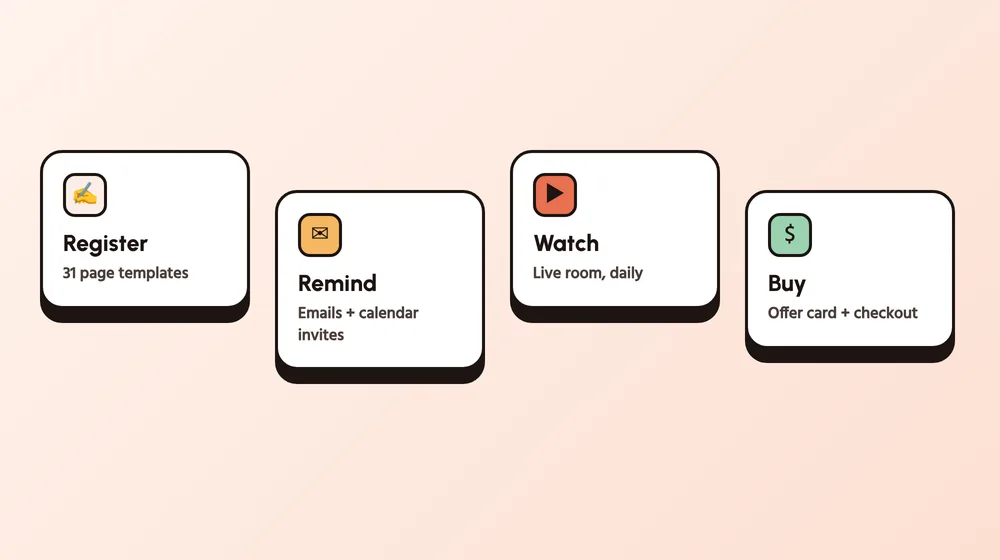 Register
31 page templates
Remind
Emails + calendar
invites
Watch
Live room, daily
$
Buy
Offer card + checkout